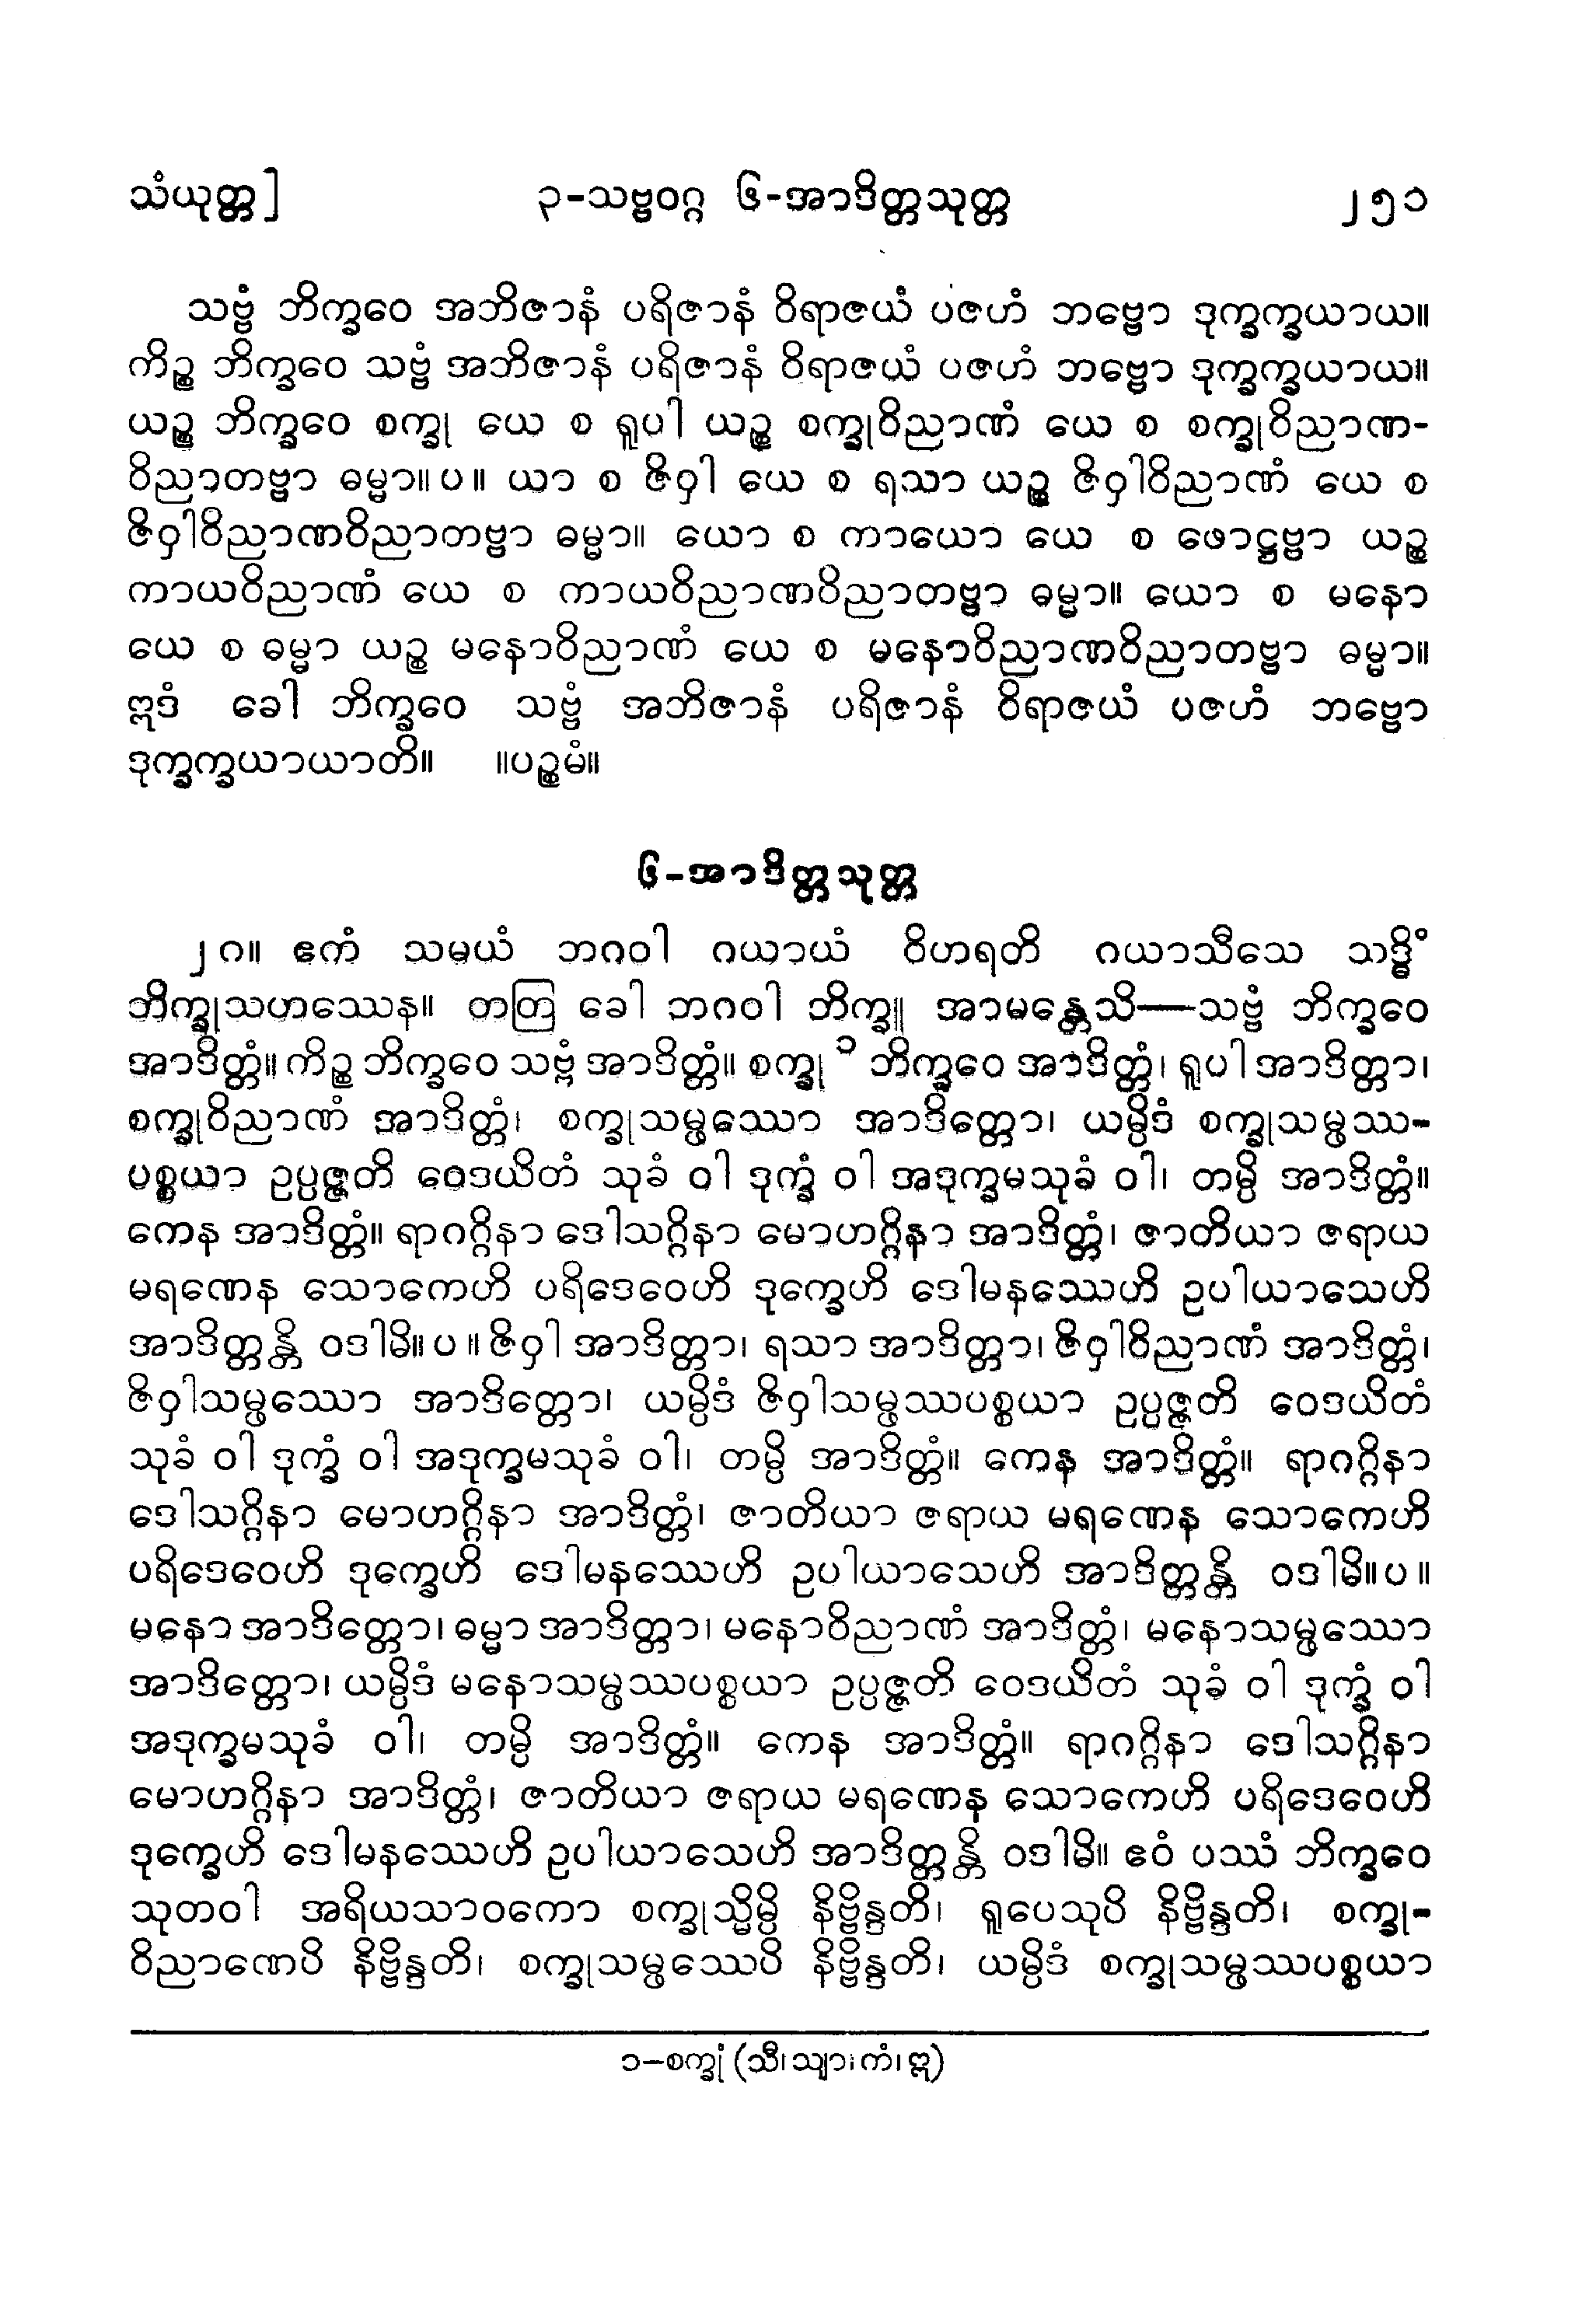 သံယုတ္တ] ၃-သဗ္ဗဝဂ္ဂ ၆-အာဒိတ္တသုတ္တ ၂၅၁
သဗ္ဗံ ဘိက္ခဝေ အဘိဇာနံ ပရိဇာနံ ဝိရာဇယံ ပဇဟံ ဘဗ္ဗော ဒုက္ခက္ခယာယ။
ကိဉ္စ ဘိက္ခဝေ သဗ္ဗံ အဘိဇာနံ ပရိဇာနံ ဝိရာဇယံ ပဇဟံ ဘဗ္ဗော ဒုက္ခက္ခယာယ။
ယဉ္စ ဘိက္ခဝေ စက္ခု ယေ စ ရူပါ ယဉ္စ စက္ခုဝိညာဏံ ယေ စ စက္ခုဝိညာဏ-
ဝိညာတဗ္ဗာ ဓမ္မာ။ ပ။ ယာ စ ဇိဝှါ ယေ စ ရသာ ယဉ္စ ဇိဝှါဝိညာဏံ ယေ စ
ဇိဝှါဝိညာဏဝိညာတဗ္ဗာ ဓမ္မာ။ ယော စ ကာယော ယေ စ ဖောဋ္ဌဗ္ဗာ ယဉ္စ
ကာယဝိညာဏံ ယေ စ ကာယဝိညာဏဝိညာတဗ္ဗာ ဓမ္မာ။ ယော စ မနော
ယေ စ ဓမ္မာ ယဉ္စ မနောဝိညာဏံ ယေ စ မနောဝိညာဏဝိညာတဗ္ဗာ ဓမ္မာ။
ဣဒံ ခေါ ဘိက္ခဝေ သဗ္ဗံ အဘိဇာနံ ပရိဇာနံ ဝိရာဇယံ ပဇဟံ ဘဗ္ဗော
ဒုက္ခက္ခယာယာတိ။ ။ပဉ္စမံ။
၆-အာဒိတ္တသုတ္တ
၂၈။ ဧကံ သမယံ ဘဂဝါ ဂယာယံ ဝိဟရတိ ဂယာသီသေ သဒ္ဓိံ
ဘိက္ခုသဟဿေန။ တတြ ခေါ ဘဂဝါ ဘိက္ခူ အာမန္တေသိ—သဗ္ဗံ ဘိက္ခဝေ
အာဒိတ္တံ။ ကိဉ္စ ဘိက္ခဝေ သဗ္ဗံ အာဒိတ္တံ။ စက္ခု ၁ ဘိက္ခဝေ အာဒိတ္တံ၊ ရူပါ အာဒိတ္တာ၊
စက္ခုဝိညာဏံ အာဒိတ္တံ၊ စက္ခုသမ္ဖဿော အာဒိတ္တော၊ ယမ္ပိဒံ စက္ခုသမ္ဖဿ-
ပစ္စယာ ဥပ္ပဇ္ဇတိ ဝေဒယိတံ သုခံ ဝါ ဒုက္ခံ ဝါ အဒုက္ခမသုခံ ဝါ၊ တမ္ပိ အာဒိတ္တံ။
ကေန အာဒိတ္တံ။ ရာဂဂ္ဂိနာ ဒေါသဂ္ဂိနာ မောဟဂ္ဂိနာ အာဒိတ္တံ၊ ဇာတိယာ ဇရာယ
မရဏေန သောကေဟိ ပရိဒေဝေဟိ ဒုက္ခေဟိ ဒေါမနဿေဟိ ဥပါယာသေဟိ
အာဒိတ္တန္တိ ဝဒါမိ။ ပ။ ဇိဝှါ အာဒိတ္တာ၊ ရသာ အာဒိတ္တာ၊ ဇိဝှါဝိညာဏံ အာဒိတ္တံ၊
ဇိဝှါသမ္ဖဿော အာဒိတ္တော၊ ယမ္ပိဒံ ဇိဝှါသမ္ဖဿပစ္စယာ ဥပ္ပဇ္ဇတိ ဝေဒယိတံ
သုခံ ဝါ ဒုက္ခံ ဝါ အဒုက္ခမသုခံ ဝါ၊ တမ္ပိ အာဒိတ္တံ။ ကေန အာဒိတ္တံ။ ရာဂဂ္ဂိနာ
ဒေါသဂ္ဂိနာ မောဟဂ္ဂိနာ အာဒိတ္တံ၊ ဇာတိယာ ဇရာယ မရဏေန သောကေဟိ
ပရိဒေဝေဟိ ဒုက္ခေဟိ ဒေါမနဿေဟိ ဥပါယာသေဟိ အာဒိတ္တန္တိ ဝဒါမိ။ ပ။
မနော အာဒိတ္တော၊ ဓမ္မာ အာဒိတ္တာ၊ မနောဝိညာဏံ အာဒိတ္တံ၊ မနောသမ္ဖဿော
အာဒိတ္တော၊ ယမ္ပိဒံ မနောသမ္ဖဿပစ္စယာ ဥပ္ပဇ္ဇတိ ဝေဒယိတံ သုခံ ဝါ ဒုက္ခံ ဝါ
အဒုက္ခမသုခံ ဝါ၊ တမ္ပိ အာဒိတ္တံ။ ကေန အာဒိတ္တံ။ ရာဂဂ္ဂိနာ ဒေါသဂ္ဂိနာ
မောဟဂ္ဂိနာ အာဒိတ္တံ၊ ဇာတိယာ ဇရာယ မရဏေန သောကေဟိ ပရိဒေဝေဟိ
ဒုက္ခေဟိ ဒေါမနဿေဟိ ဥပါယာသေဟိ အာဒိတ္တန္တိ ဝဒါမိ။ ဧဝံ ပဿံ ဘိက္ခဝေ
သုတဝါ အရိယသာဝကော စက္ခုသ္မိမ္ပိ နိဗ္ဗိန္ဒတိ၊ ရူပေသုပိ နိဗ္ဗိန္ဒတိ၊ စက္ခု-
ဝိညာဏေပိ နိဗ္ဗိန္ဒတိ၊ စက္ခုသမ္ဖဿေပိ နိဗ္ဗိန္ဒတိ၊ ယမ္ပိဒံ စက္ခုသမ္ဖဿပစ္စယာ
၁—စက္ခုံ (သီ၊ သျာ၊ ကံ၊ ဣ)